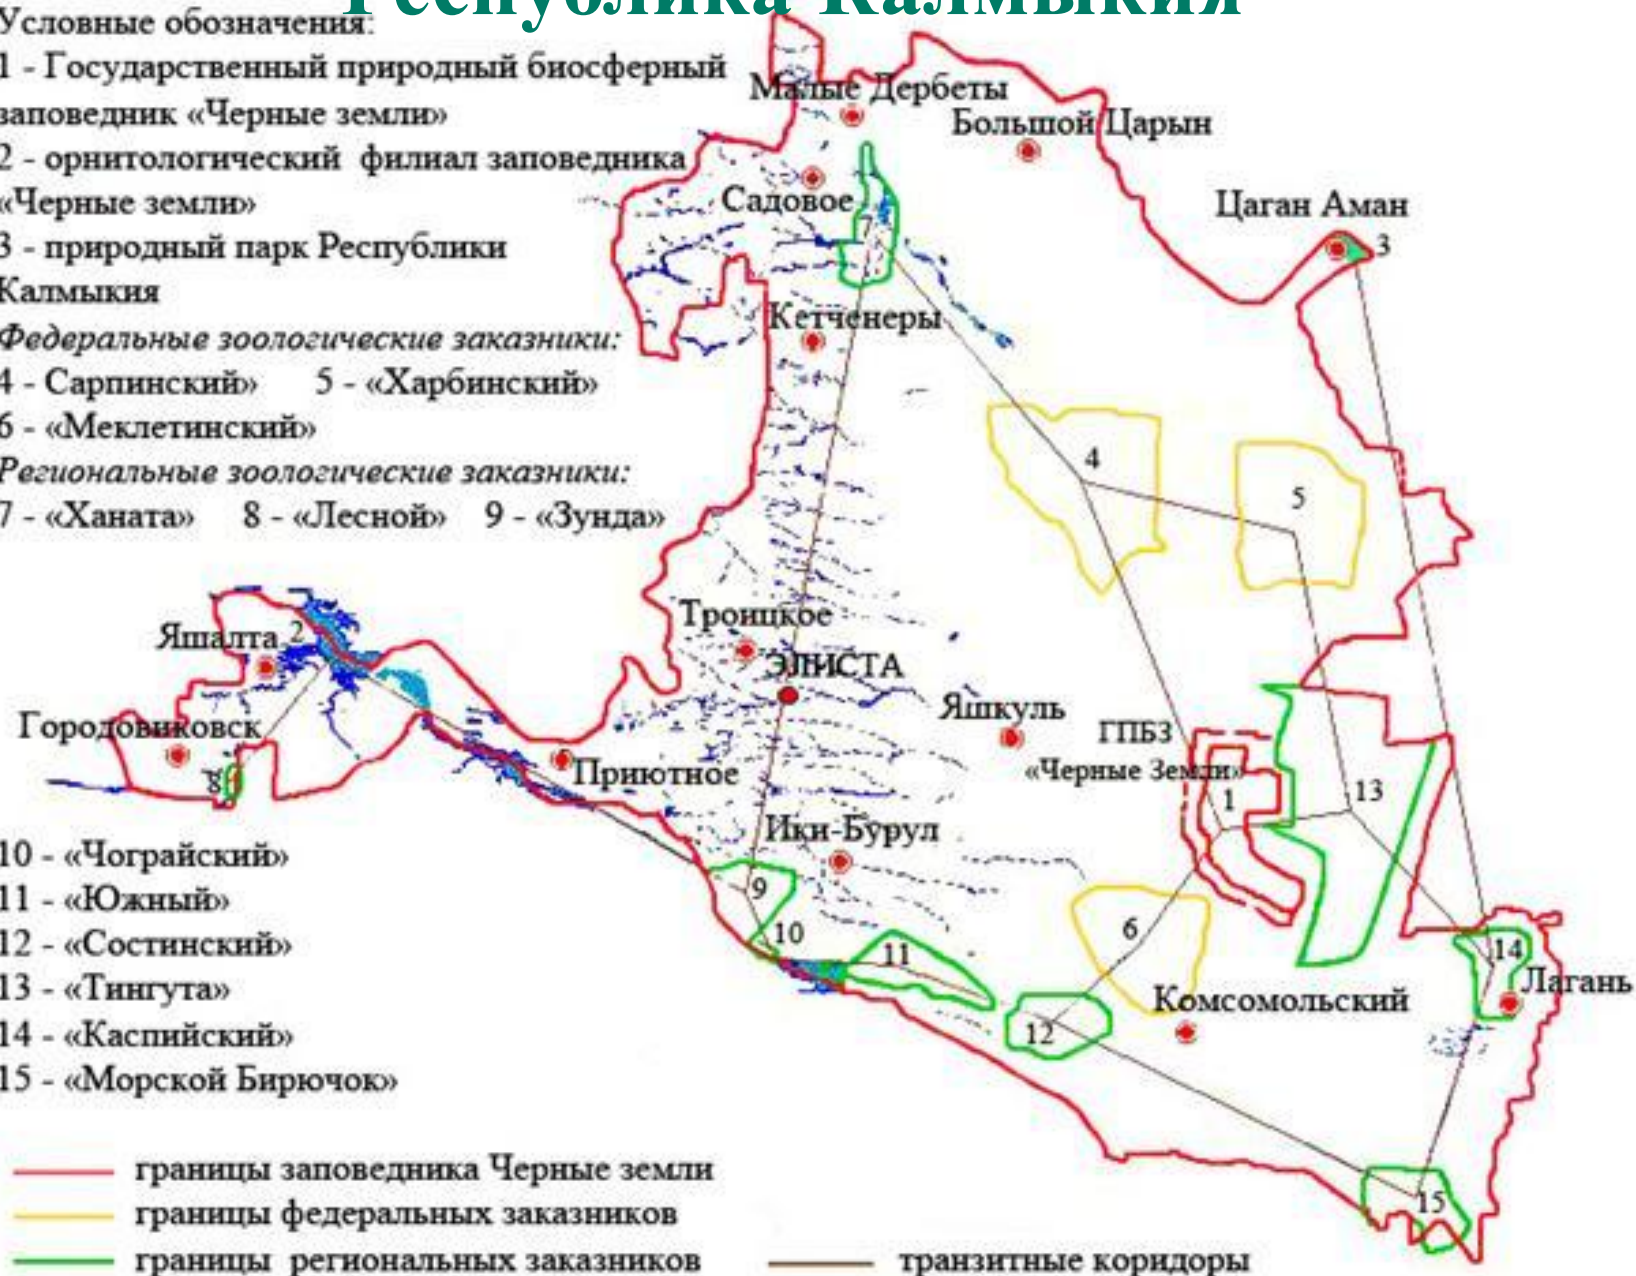 Республика Калмыкия
Условные обозначения:
1 - Государственный природный биосферный
заповедник «Черные земли»
2 - орнитологический филиал заповедника
«Черные земли»
3 - природный парк Республики
Калмыкия
Федеральные зоологические заказники:
4 - Сарпинский» 5 - «Харбинский»
6 - «Меклетинский»
Региональные зоологические заказники:
7 - «Ханата» 8 - «Лесной» 9 - «Зунда»
10 - «Чограйский»
11 - «Южный»
12 - «Состинский»
13 - «Тингута»
14 - «Каспийский»
15 - «Морской Бирючок»
Малые Дербеты
Большой Царын
Садовое
Цаган Аман
3
7
Кетченеры
4
5
Троицкое
ЭЛИСТА
Яшалта 2
Городовиковск
8
Приютное
Яшкуль
ГПБЗ
«Черные Земли»
1
13
Ики-Бурул
9
10
11
6
12
Комсомольский
14
Лагань
15
границы заповедника Черные земли
границы федеральных заказников
границы региональных заказников
транзитные коридоры